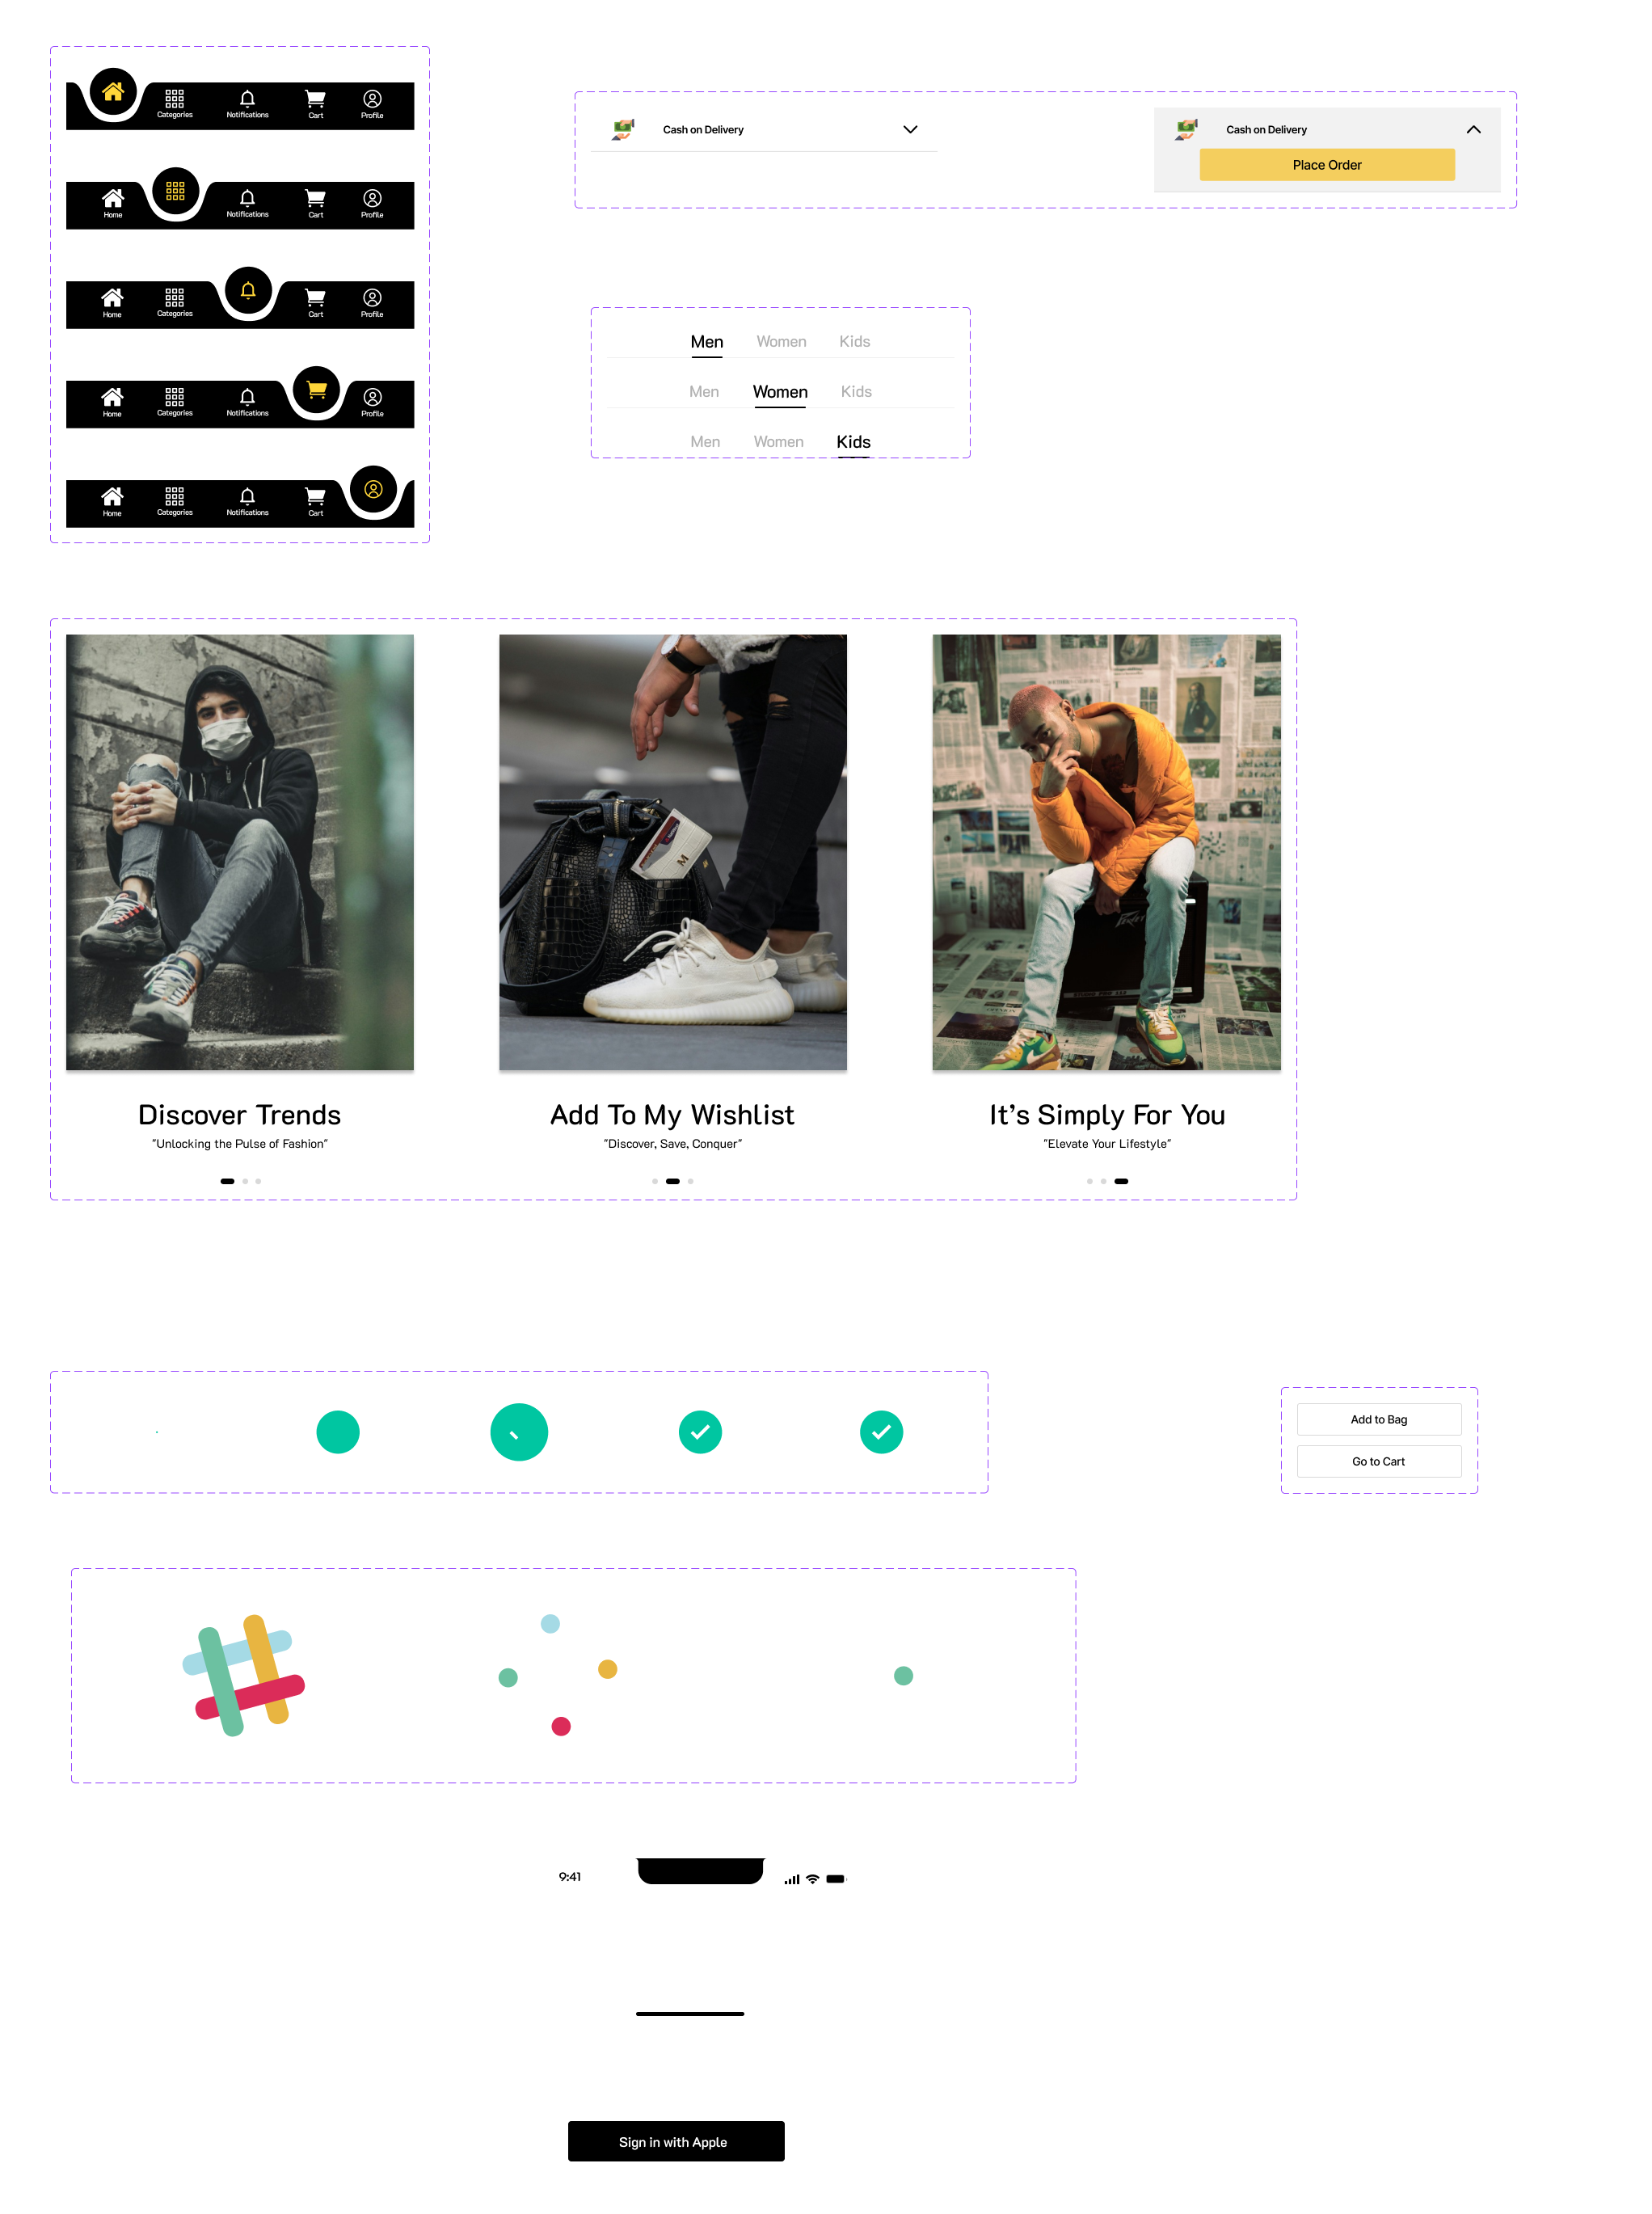 Categories Notifications Cart Profile
Home Notifications Cart Profile
Home Categories Cart Profile
Home Categories Notifications Profile
Home Categories Notifications Cart
Cash on Delivery
Cash on Delivery
Place Order
Men Women Kids
Men Women Kids
Men Women Kids
M
Discover Trends
"Unlocking the Pulse of Fashion"
Add To My Wishlist
"Discover, Save, Conquer"
It’s Simply For You
"Elevate Your Lifestyle"
Add to Bag
Go to Cart
9:41
Sign in with Apple